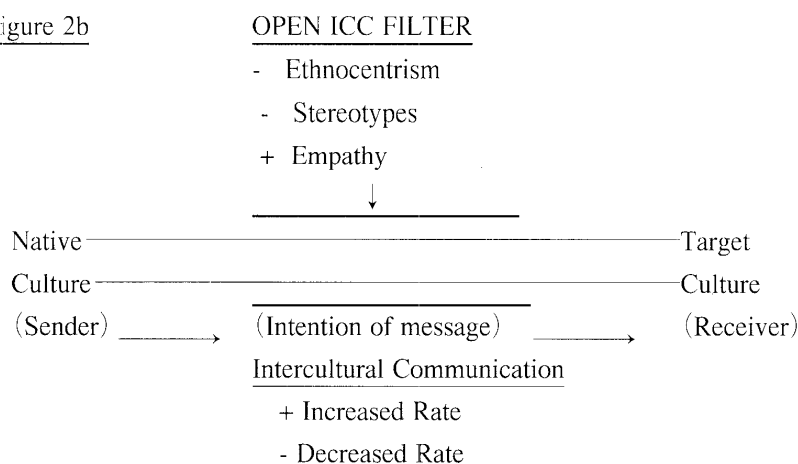 igure 2b
OPEN ICC FILTER
- Ethnocentrism
- Stereotypes
+ Empathy
Native Target
Culture Culture
(Sender) (Intention of message) (Receiver)
Intercultural Communication
+ Increased Rate
- Decreased Rate